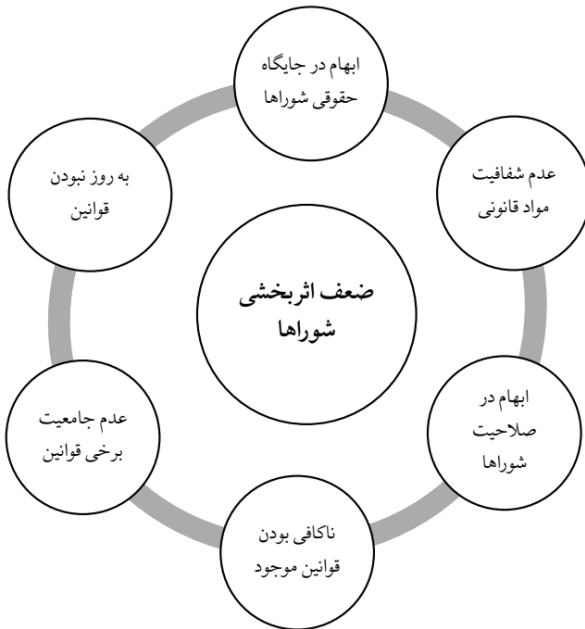 ابهام در جایگاه
حقوقی شوراها
عدم شفافیت
مواد قانونی
ابهام در
صلاحیت
شوراها
ناکافی بودن
قوانین موجود
عدم جامعیت
برخی قوانین
به روز نبودن
قوانین
ضعف اثربخشی
شوراها